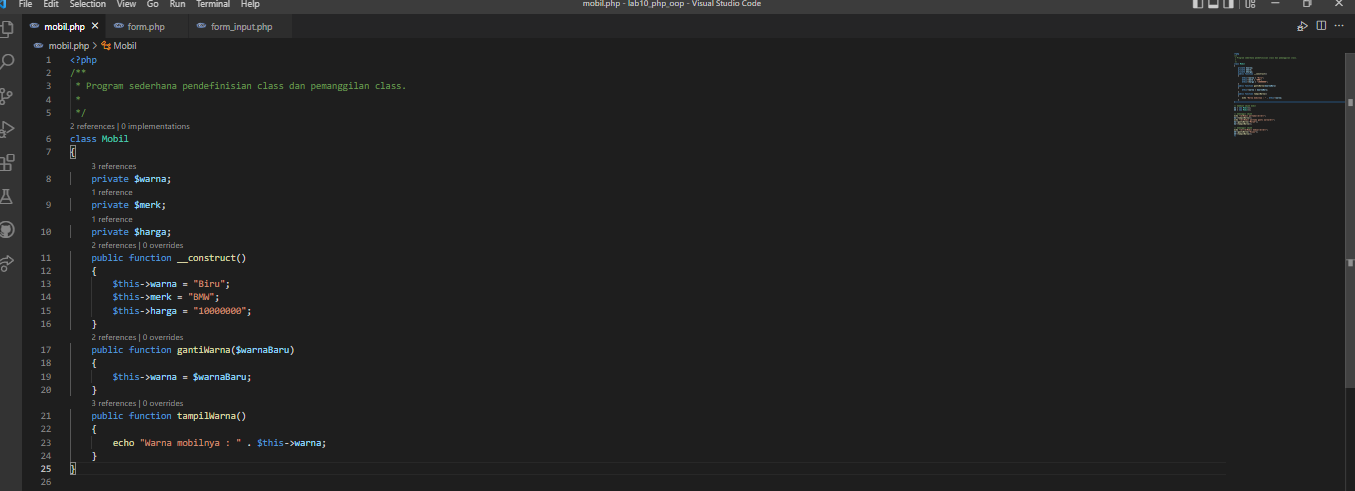 File Edit Selection View Go Run Terminal Help mobil.php - lab10_php_oop - Visual Studio Code
mobil.php form.php form_input.php
mobil.php > Mobil
1 <?php
2 /**
3 * Program sederhana pendefinisian class dan pemanggilan class.
4 *
5 */
2 references | 0 implementations
6 class Mobil
7 {
3 references
8 private $warna;
1 reference
9 private $merk;
1 reference
10 private $harga;
2 references | 0 overrides
11 public function __construct()
12 {
13 $this->warna = "Biru";
14 $this->merk = "BMW";
15 $this->harga = "10000000";
16 }
2 references | 0 overrides
17 public function gantiWarna($warnaBaru)
18 {
19 $this->warna = $warnaBaru;
20 }
3 references | 0 overrides
21 public function tampilWarna()
22 {
23 echo "Warna mobilnya : " . $this->warna;
24 }
25 }
26